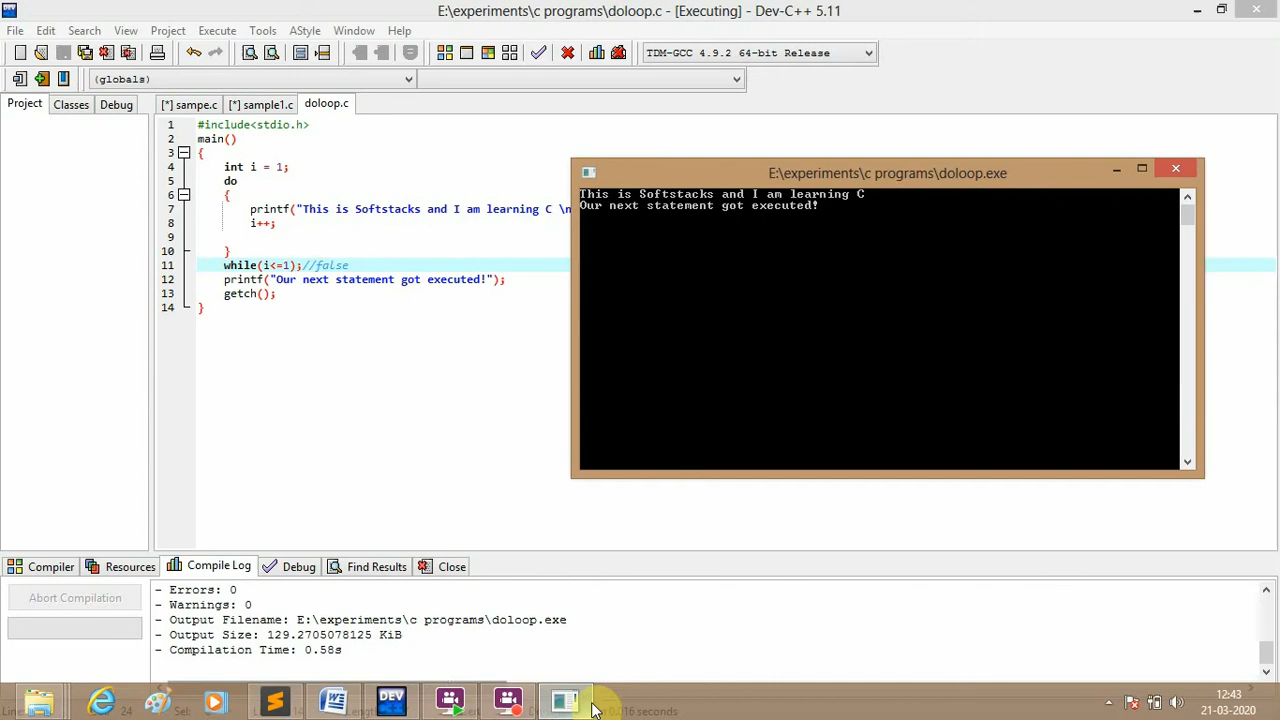 E:\experiments\c programs\doloop.c - [Executing] - Dev-C++ 5.11
File Edit Search View Project Execute Tools AStyle Window Help
TDM-GCC 4.9.2 64-bit Release
(globals)
Project Classes Debug [*] sampe.c [*] sample1.c doloop.c
1 #include<stdio.h>
2 main()
3 {
4 int i = 1;
5 do
6 {
7 printf("This is Softstacks and I am learning C \n
8 i++;
9
10 }
11 while(i<=1);//false
12 printf("Our next statement got executed!");
13 getch();
14 }
E:\experiments\c programs\doloop.exe
This is Softstacks and I am learning C
Our next statement got executed!
Compiler Resources Compile Log Debug Find Results Close
Abort Compilation
- Errors: 0
- Warnings: 0
- Output Filename: E:\experiments\c programs\doloop.exe
- Output Size: 129.2705078125 KiB
- Compilation Time: 0.58s
DEV
12:43
21-03-2020
24 Sel: 0.016 seconds